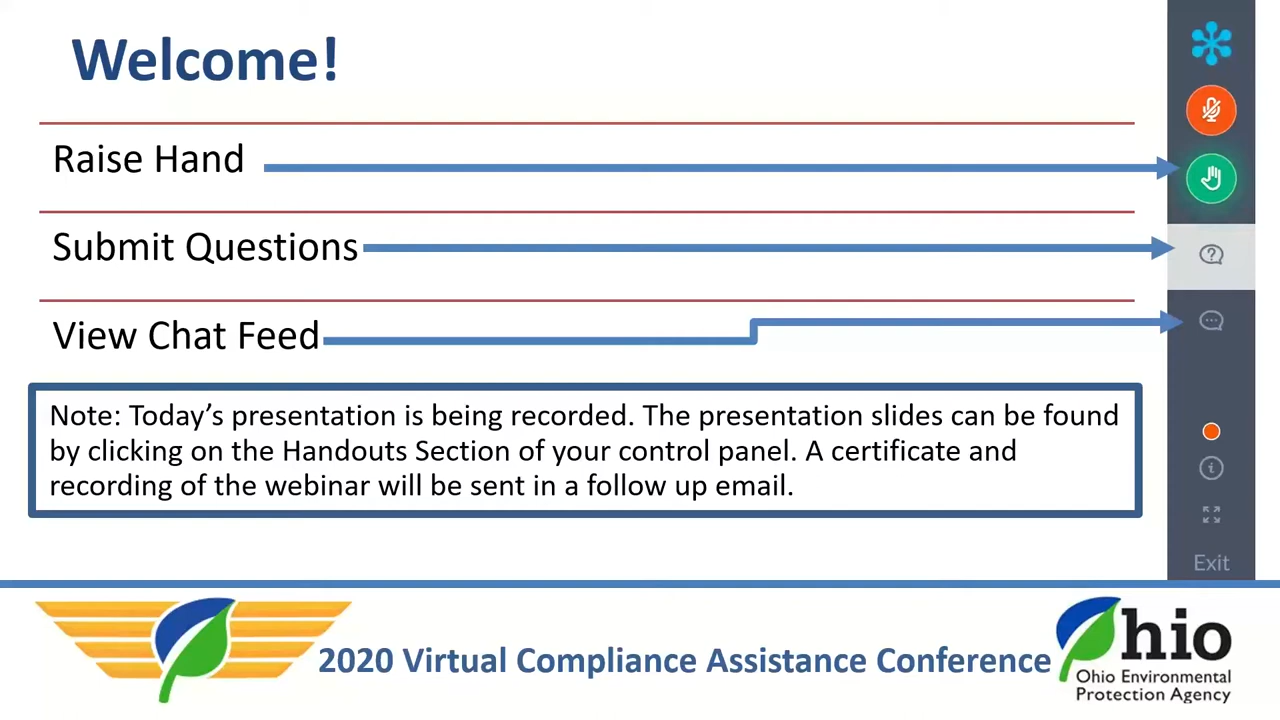 Welcome!
Raise Hand
Submit Questions
View Chat Feed
Note: Today's presentation is being recorded. The presentation slides can be found
by clicking on the Handouts Section of your control panel. A certificate and
recording of the webinar will be sent in a follow up email.
Exit
2020 Virtual Compliance Assistance Conference
Ohio
Ohio Environmental
Protection Agency